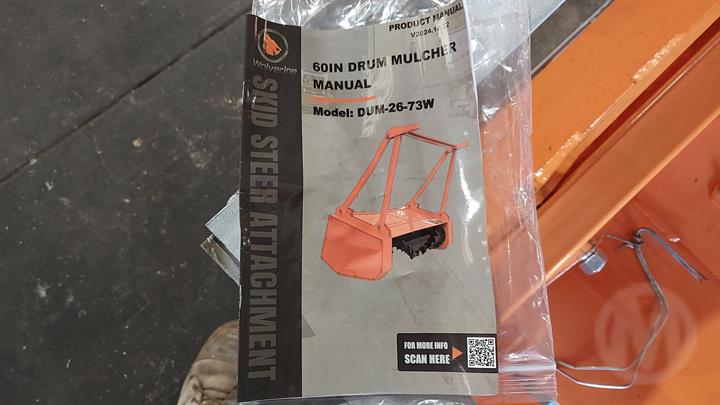 PRODUCT MANUAL
Wolverine
60IN DRUM MULCHER
MANUAL
Model: DUM-26-73W
SKID STEER ATTACHMENT
FOR MORE INFO
SCAN HERE
M